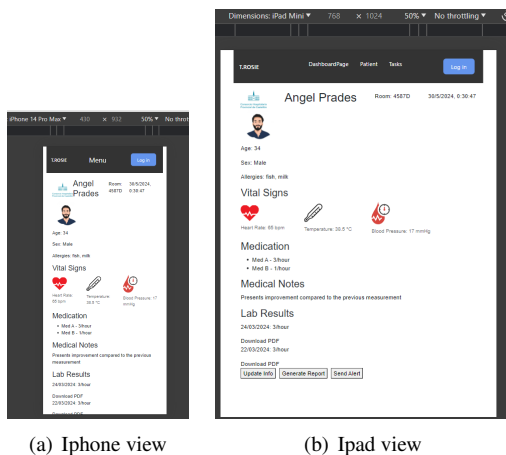 iPhone 14 Pro Max ▼ 430 × 932 50% ▼ No throt
T.ROSIE Menu Log in
Angel Prades
Room: 4587D
30/5/2024, 0:30:47
Age: 34
Sex: Male
Allergies: fish, milk
Vital Signs
Heart Rate: 65 bpm
Temperature: 36.5 °C
Blood Pressure: 17 mmHg
Medication
• Med A - 3/hour
• Med B - 1/hour
Medical Notes
Presents improvement compared to the previous
measurement
Lab Results
24/03/2024: 3/hour
Download PDF
22/03/2024: 3/hour
Download PDF
(a) Iphone view
Dimensions: iPad Mini ▼ 768 × 1024 50% ▼ No throttling ▼
T.ROSIE DashboardPage Patient Tasks Log in
Angel Prades Room: 4587D 30/5/2024, 0:30:47
Age: 34
Sex: Male
Allergies: fish, milk
Vital Signs
Heart Rate: 65 bpm Temperature: 36.5 °C Blood Pressure: 17 mmHg
Medication
• Med A - 3/hour
• Med B - 1/hour
Medical Notes
Presents improvement compared to the previous measurement
Lab Results
24/03/2024: 3/hour
Download PDF
22/03/2024: 3/hour
Download PDF
Update Info Generate Report Send Alert
(b) Ipad view